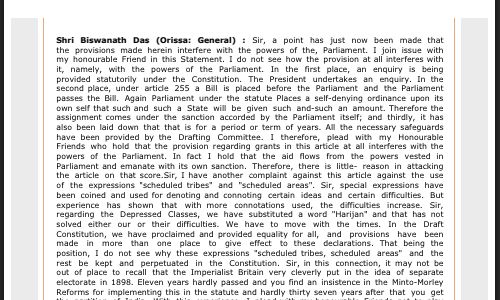 Shri Biswanath Das (Orissa: General) : Sir, a point has just now been made that
the provisions made herein interfere with the powers of the, Parliament. I join issue with
my honourable Friend in this Statement. I do not see how the provision at all interferes with
it, namely, with the powers of the Parliament. In the first place, an enquiry is being
provided statutorily under the Constitution. The President undertakes an enquiry. In the
second place, under article 255 a Bill is placed before the Parliament and the Parliament
passes the Bill. Again Parliament under the statute Places a self-denying ordinance upon its
own self that such and such a State will be given such and-such an amount. Therefore the
assignment comes under the sanction accorded by the Parliament itself; and thirdly, it has
also been laid down that is for a period or term of years. All the necessary safeguards
have been provided by the Drafting Committee. I therefore, plead with my Honourable
Friends who hold that the provision regarding grants in this article at all interferes with the
powers of the Parliament. In fact I hold that the aid flows from the powers vested in
Parliament and emanate with its own sanction. Therefore, there is little- reason in attacking
the article on that score.Sir, I have another complaint against this article against the use
of the expressions "scheduled tribes" and "scheduled areas". Sir, special expressions have
been coined and used for denoting and connoting certain ideas and certain difficulties. But
experience has shown that with more connotations used, the difficulties increase. Sir,
regarding the Depressed Classes, we have substituted a word "Harijan" and that has not
solved either our or their difficulties. We have to move with the times. In the Draft
Constitution, we have proclaimed and provided equality for all, and provisions have been
made in more than one place to give effect to these declarations. That being the
position, I do not see why these expressions "scheduled tribes, scheduled areas" and the
rest be kept and perpetuated in the Constitution. Sir, in this connection, it may not be
out of place to recall that the Imperialist Britain very cleverly put in the idea of separate
electorate in 1898. Eleven years hardly passed and you find an insistence in the Minto-Morley
Reforms for implementing this in the statute and hardly thirty seven years after that you get